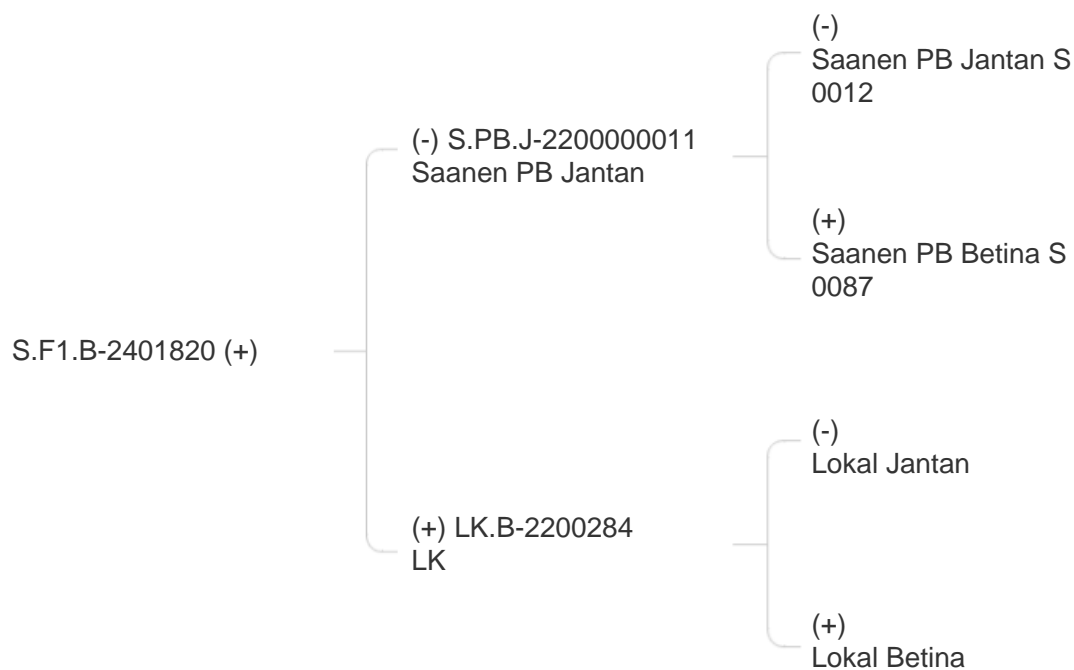 (-)
Saanen PB Jantan S
0012
(-) S.PB.J-2200000011
Saanen PB Jantan
(+)
Saanen PB Betina S
0087
S.F1.B-2401820 (+)
(-)
Lokal Jantan
(+) LK.B-2200284
LK
(+)
Lokal Betina